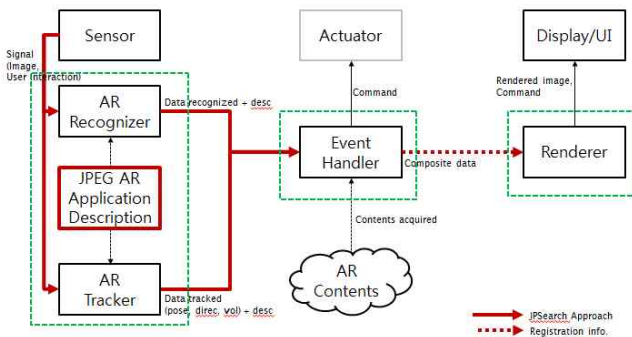 Sensor
Actuator
Display/UI
Signal
(Image,
User Interaction)
Rendered image,
Command
Command
AR
Recognizer
Data recognized + desc
JPEG AR
Application
Description
Event
Handler
Composite data
Renderer
Contents acquired
AR
Tracker
Data tracked
(pose, direc, vol) + desc
AR
Contents
JPSearch Approach
Registration info.